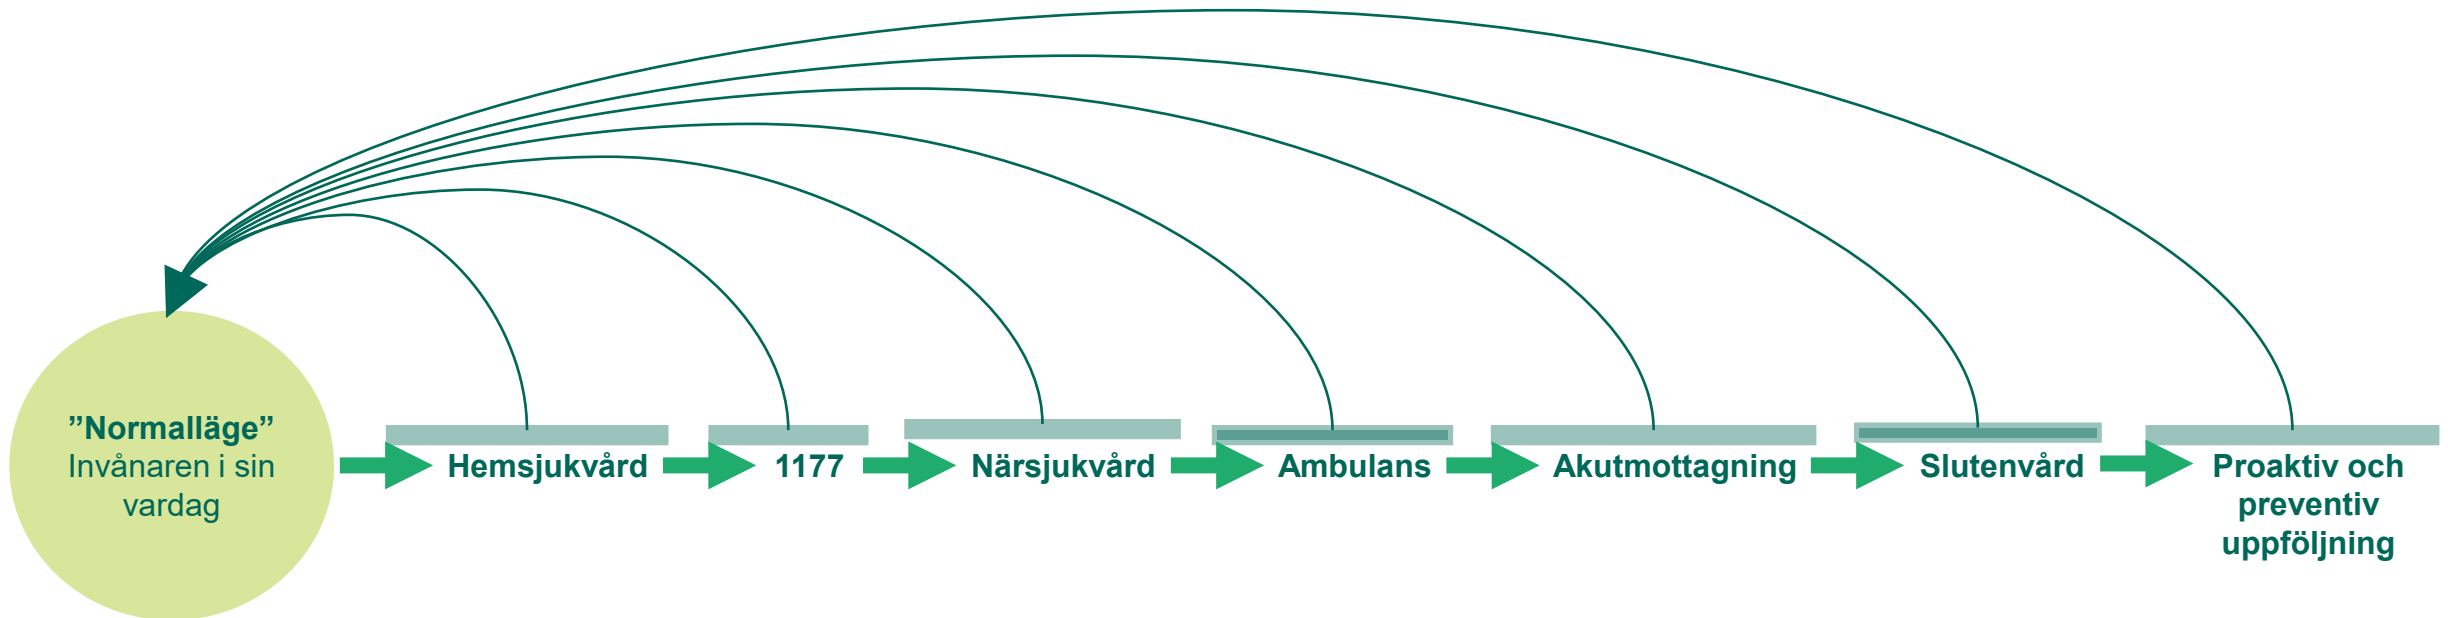 ”Normalläge”
Invånaren i sin
vardag
Hemsjukvård
1177
Närsjukvård
Ambulans
Akutmottagning
Slutenvård
Proaktiv och
preventiv
uppföljning